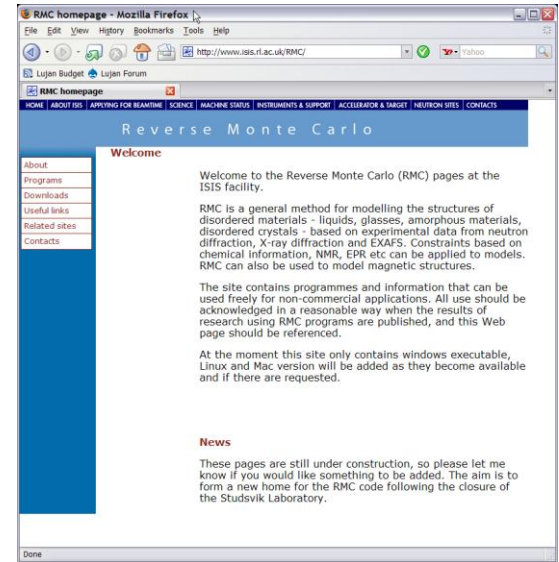 RMC homepage - Mozilla Firefox
File Edit View History Bookmarks Tools Help
http://www.isis.rl.ac.uk/RMC/
Yahoo
Lujan Budget Lujan Forum
RMC homepage
HOME ABOUT ISIS APPLYING FOR BEAMTIME SCIENCE MACHINE STATUS INSTRUMENTS & SUPPORT ACCELERATOR & TARGET NEUTRON SITES CONTACTS
Reverse Monte Carlo
Welcome
About
Programs
Downloads
Useful links
Related sites
Contacts
Welcome to the Reverse Monte Carlo (RMC) pages at the
ISIS facility.
RMC is a general method for modelling the structures of
disordered materials - liquids, glasses, amorphous materials,
disordered crystals - based on experimental data from neutron
diffraction, X-ray diffraction and EXAFS. Constraints based on
chemical information, NMR, EPR etc can be applied to models.
RMC can also be used to model magnetic structures.
The site contains programmes and information that can be
used freely for non-commercial applications. All use should be
acknowledged in a reasonable way when the results of
research using RMC programs are published, and this Web
page should be referenced.
At the moment this site only contains windows executable,
Linux and Mac version will be added as they become available
and if there are requested.
News
These pages are still under construction, so please let me
know if you would like something to be added. The aim is to
form a new home for the RMC code following the closure of
the Studsvik Laboratory.
Done